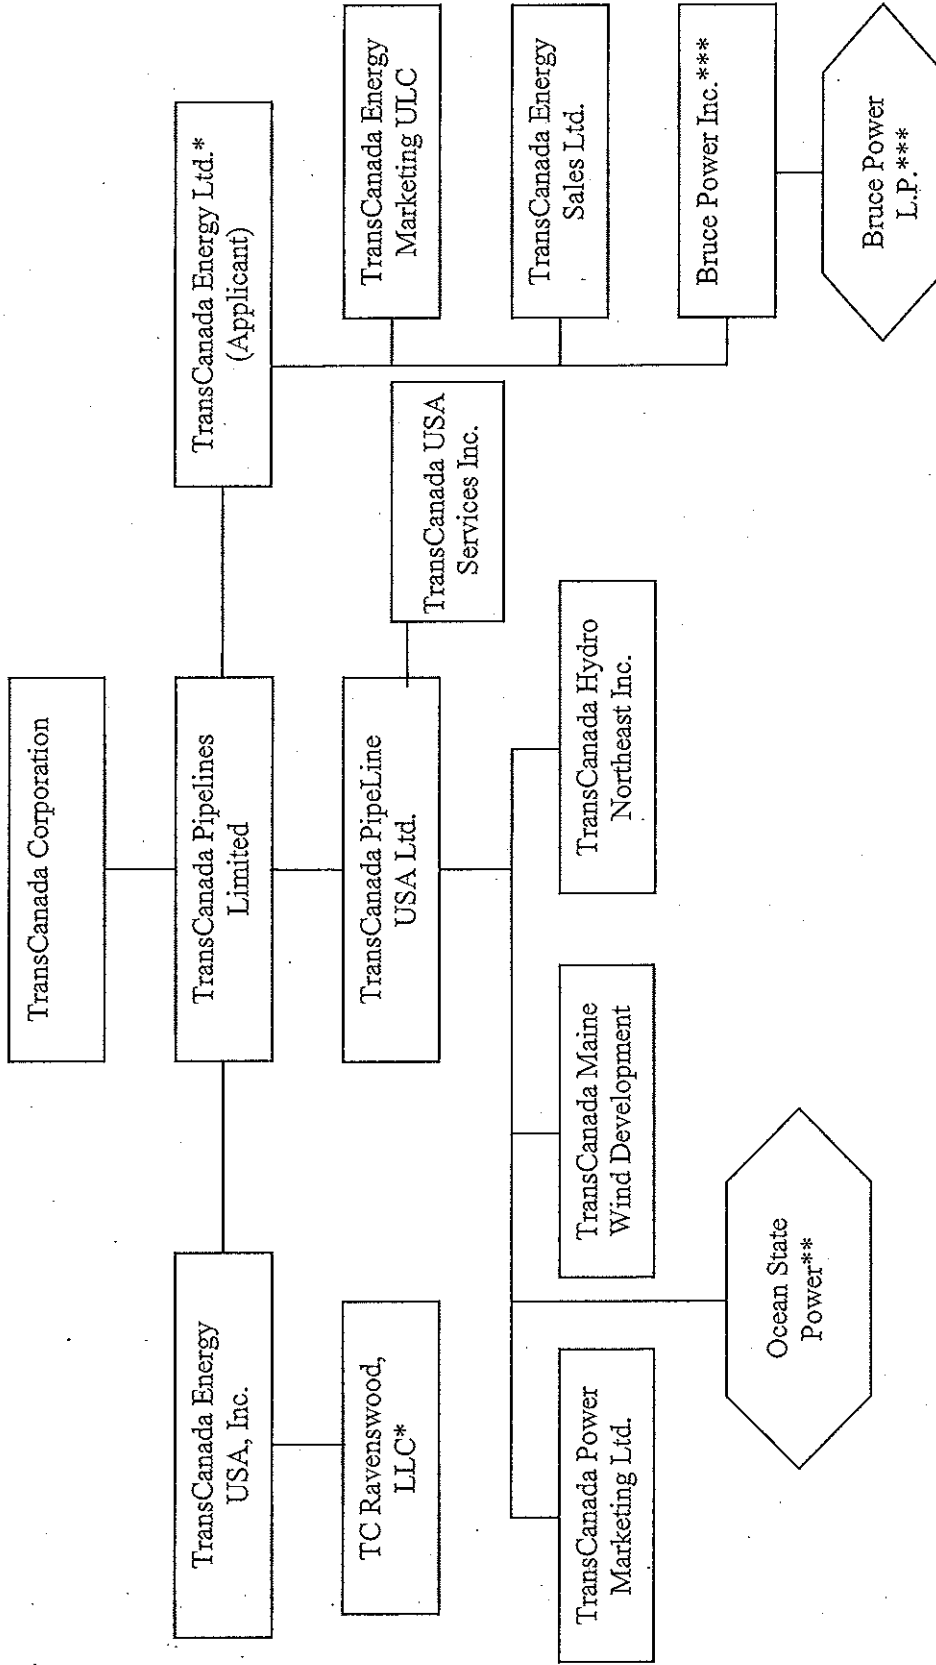 TransCanada Corporation
TransCanada Energy
USA, Inc.
TransCanada Pipelines
Limited
TransCanada Energy Ltd.*
(Applicant)
TC Ravenswood,
LLC*
TransCanada PipeLine
USA Ltd.
TransCanada USA
Services Inc.
TransCanada Energy
Marketing ULC
TransCanada Power
Marketing Ltd.
TransCanada Maine
Wind Development
TransCanada Hydro
Northeast Inc.
TransCanada Energy
Sales Ltd.
Ocean State
Power**
Bruce Power Inc.***
Bruce Power
L.P.***